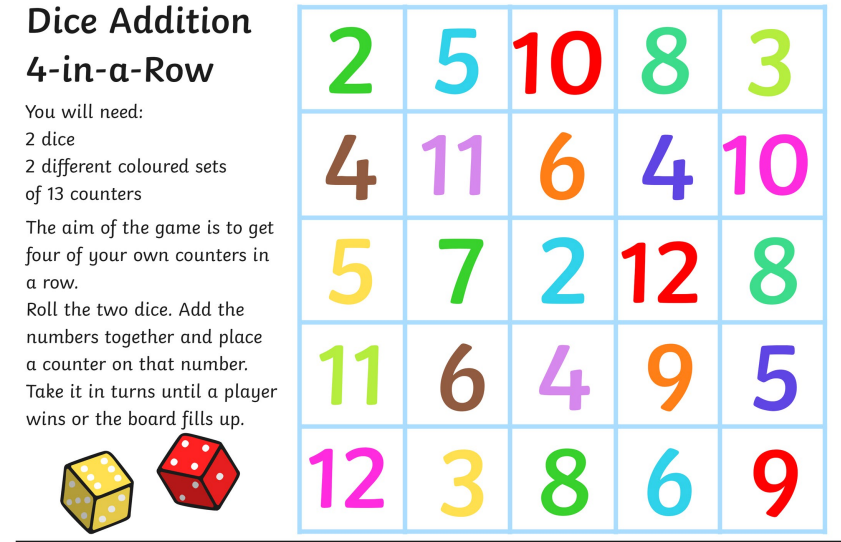 Dice Addition
4-in-a-Row
You will need:
2 dice
2 different coloured sets
of 13 counters
The aim of the game is to get
four of your own counters in
a row.
Roll the two dice. Add the
numbers together and place
a counter on that number.
Take it in turns until a player
wins or the board fills up.
2 5 10 8 3
4 11 6 4 10
5 7 2 12 8
11 6 4 9 5
12 3 8 6 9